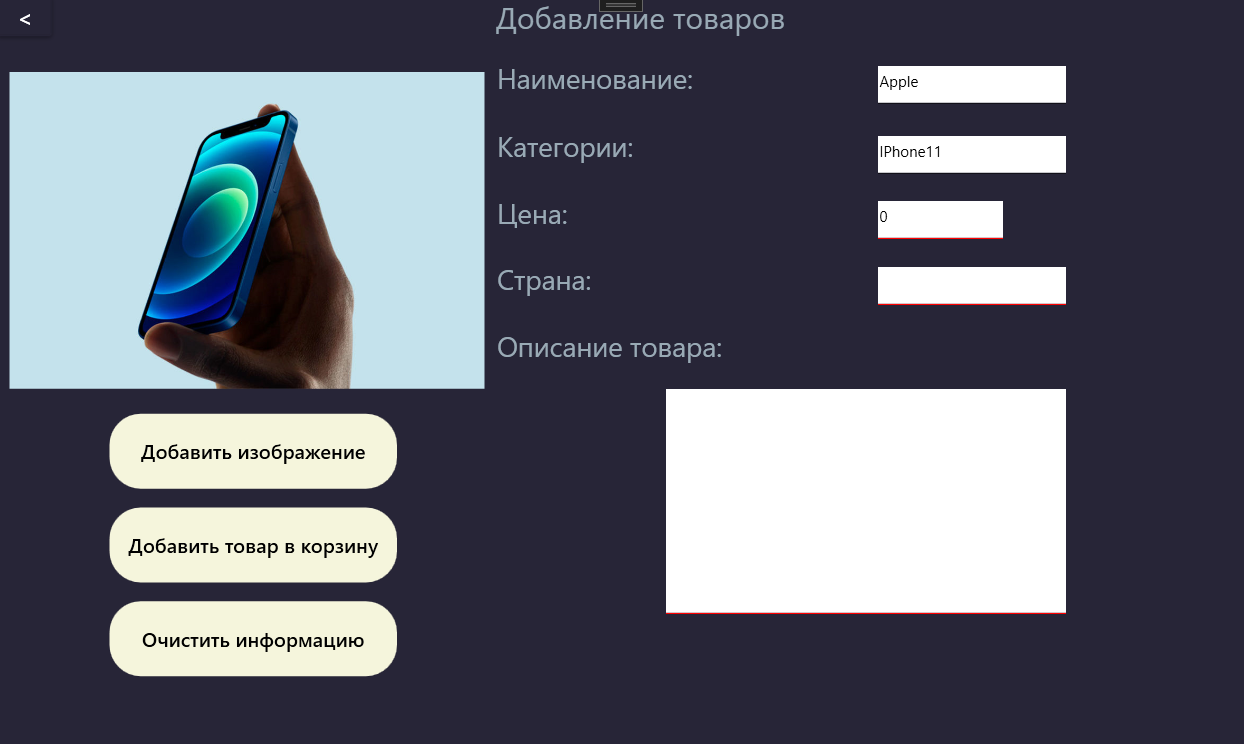 <
Добавление товаров
Наименование:
Apple
Категории:
IPhone11
Цена:
0
Страна:
Описание товара:
Добавить изображение
Добавить товар в корзину
Очистить информацию